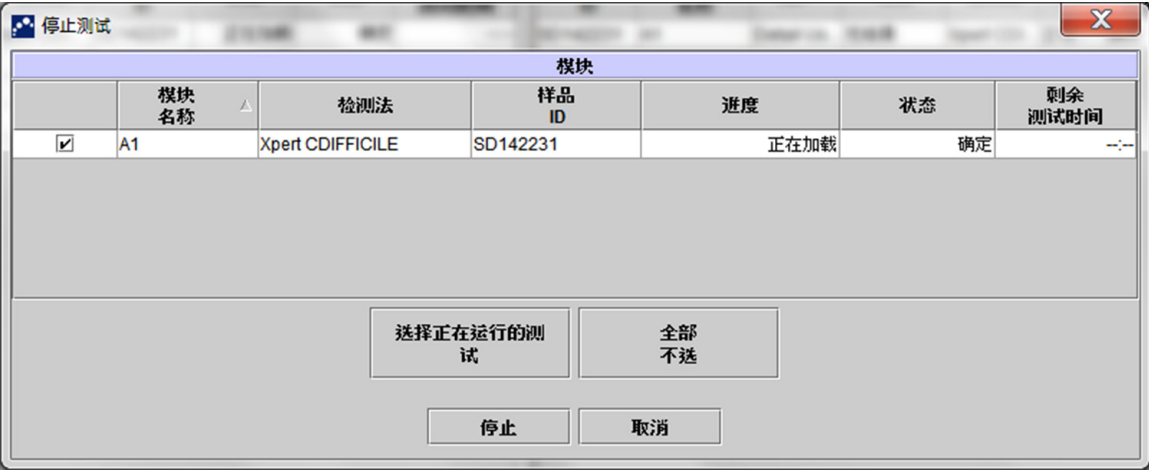 停止测试
模块
模块 名称
检测法
样品 ID
进度
状态
剩余 测试时间
A1
Xpert CDIFFICILE
SD142231
正在加载
确定
--:--
选择正在运行的测
试
全部
不选
停止
取消